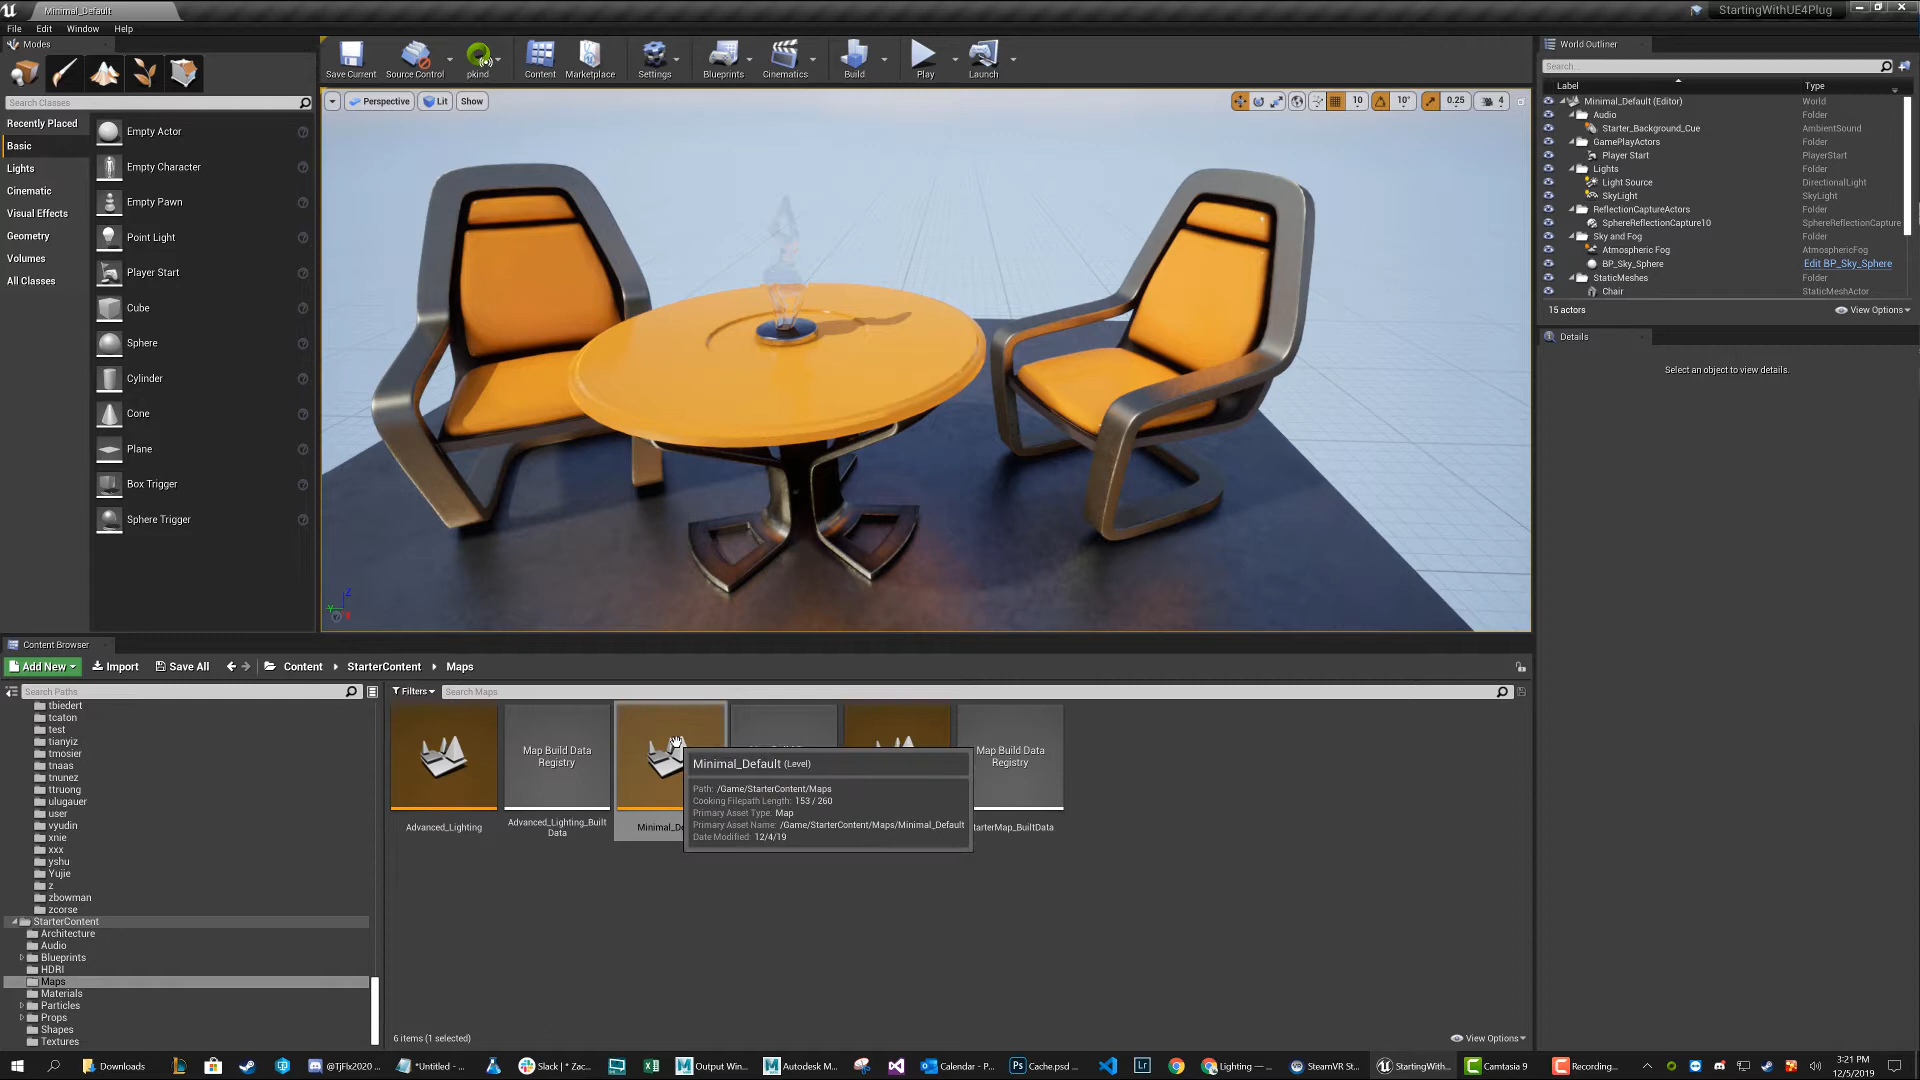 Minimal_Default
StartingWithUE4Plug
File Edit Window Help
Modes
Search Classes
Recently Placed
Basic
Lights
Cinematic
Visual Effects
Geometry
Volumes
All Classes
Empty Actor
Empty Character
Empty Pawn
Point Light
Player Start
Cube
Sphere
Cylinder
Cone
Plane
Box Trigger
Sphere Trigger
Save Current
Source Control
pkind
Content
Marketplace
Settings
Blueprints
Cinematics
Build
Play
Launch
Perspective
Lit
Show
10
10°
0.25
4
World Outliner
Search...
Label Type
Minimal_Default (Editor) World
Audio Folder
Starter_Background_Cue AmbientSound
GamePlayActors Folder
Player Start PlayerStart
Lights Folder
Light Source DirectionalLight
SkyLight SkyLight
ReflectionCaptureActors Folder
SphereReflectionCapture10 SphereReflectionCapture
Sky and Fog Folder
Atmospheric Fog AtmosphericFog
BP_Sky_Sphere Edit BP_Sky_Sphere
StaticMeshes Folder
Chair StaticMeshActor
15 actors View Options
Details
Select an object to view details.
Content Browser
Add New Import Save All Content StarterContent Maps
Search Paths
Filters Search Maps
tbiedert
tcaton
test
tianyiz
tmosier
tnaas
tnunez
ttruong
ulugauer
user
vyudin
xnie
xxx
yshu
Yujie
z
zbowman
zcorse
StarterContent
Architecture
Audio
Blueprints
HDRI
Maps
Materials
Particles
Props
Shapes
Textures
Map Build Data
Registry
Map Build Data
Registry
Advanced_Lighting
Advanced_Lighting_Built
Data
Minimal_De
tarterMap_BuiltData
Minimal_Default (Level)
Path: /Game/StarterContent/Maps
Cooking Filepath Length: 153 / 260
Primary Asset Type: Map
Primary Asset Name: /Game/StarterContent/Maps/Minimal_Default
Date Modified: 12/4/19
6 items (1 selected) View Options
Downloads
@TjFlx2020 ...
*Untitled - ...
Slack | * Zac...
Output Win...
Autodesk M...
Calendar - P...
Cache.psd ...
Lighting — ...
SteamVR St...
StartingWith...
Camtasia 9
Recording...
3:21 PM
12/5/2019